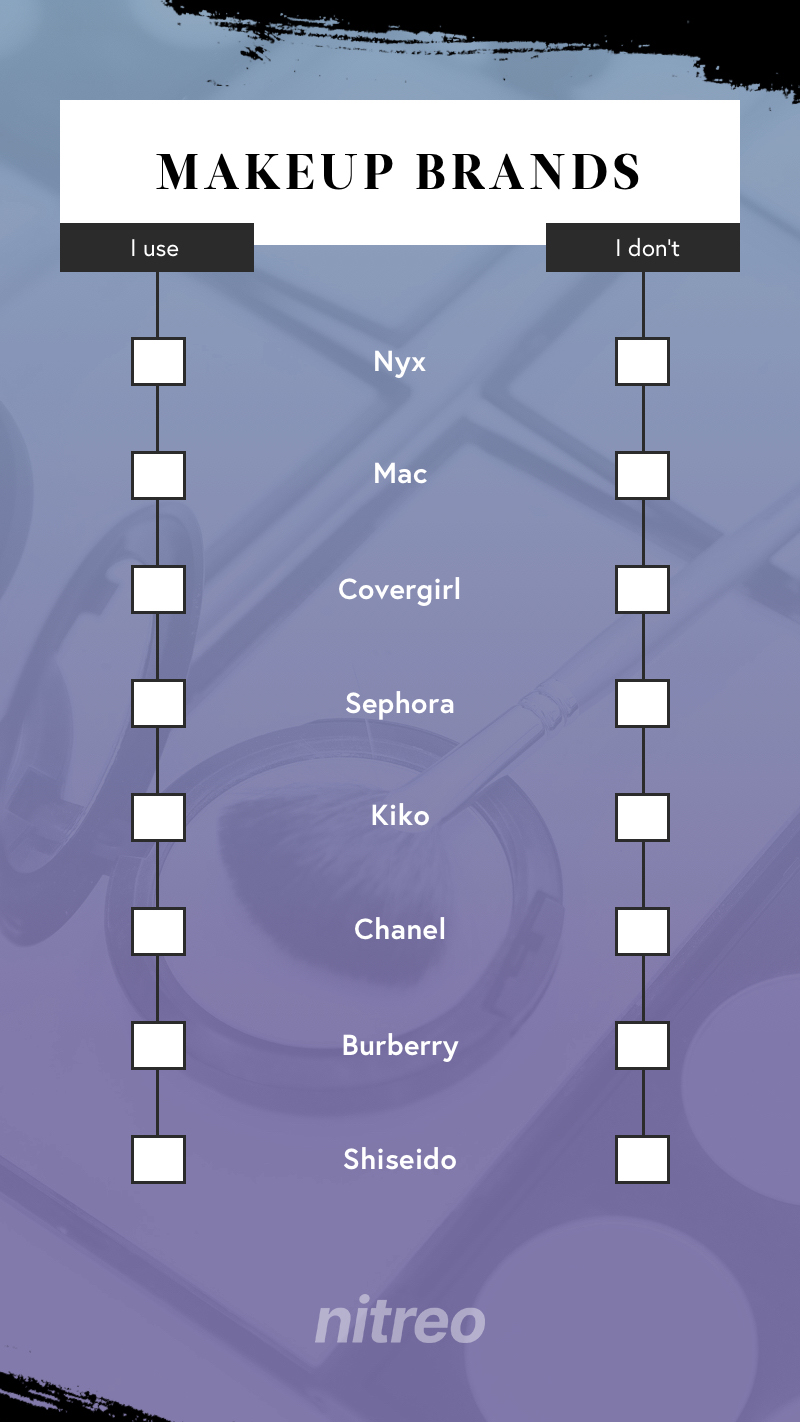 MAKEUP BRANDS
I use
I don't
Nyx
Mac
Covergirl
Sephora
Kiko
Chanel
Burberry
Shiseido
nitreo